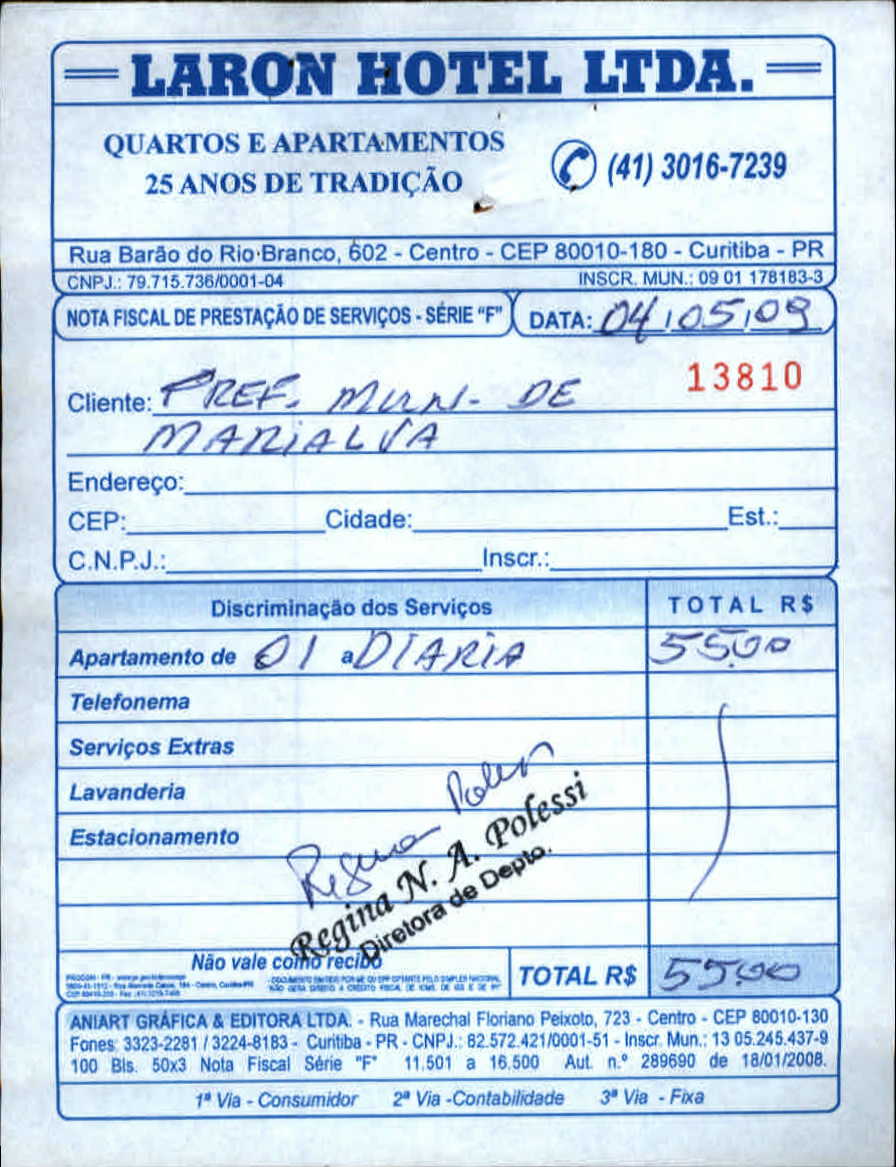 LARON HOTEL LTDA.
QUARTOS E APARTAMENTOS
25 ANOS DE TRADIÇÃO
(41) 3016-7239
Rua Barão do Rio Branco, 602 - Centro - CEP 80010-180 - Curitiba - PR
CNPJ.: 79.715.736/0001-04 INSCR. MUN.: 09 01 178183-3
NOTA FISCAL DE PRESTAÇÃO DE SERVIÇOS - SÉRIE "F" DATA: 04/05/09
13810
Cliente: PREF. MUN. DE
MARIALVA
Endereço:
CEP: Cidade: Est.:
C.N.P.J.: Inscr.:
Discriminação dos Serviços TOTAL R$
Apartamento de 01 a DIARIA 55,00
Telefonema
Serviços Extras
Lavanderia
Estacionamento
Regina
Regina N. A. Polessi
Diretora de Depto.
Não vale como recibo
TOTAL R$ 55,00
ANIART GRÁFICA & EDITORA LTDA. - Rua Marechal Floriano Peixoto, 723 - Centro - CEP 80010-130
Fones: 3323-2281 / 3224-8183 - Curitiba - PR - CNPJ.: 82.572.421/0001-51 - Inscr. Mun.: 13 05.245.437-9
100 Bls. 50x3 Nota Fiscal Série "F" 11.501 a 16.500 Aut. n.º 289690 de 18/01/2008.
1ª Via - Consumidor 2ª Via -Contabilidade 3ª Via - Fixa